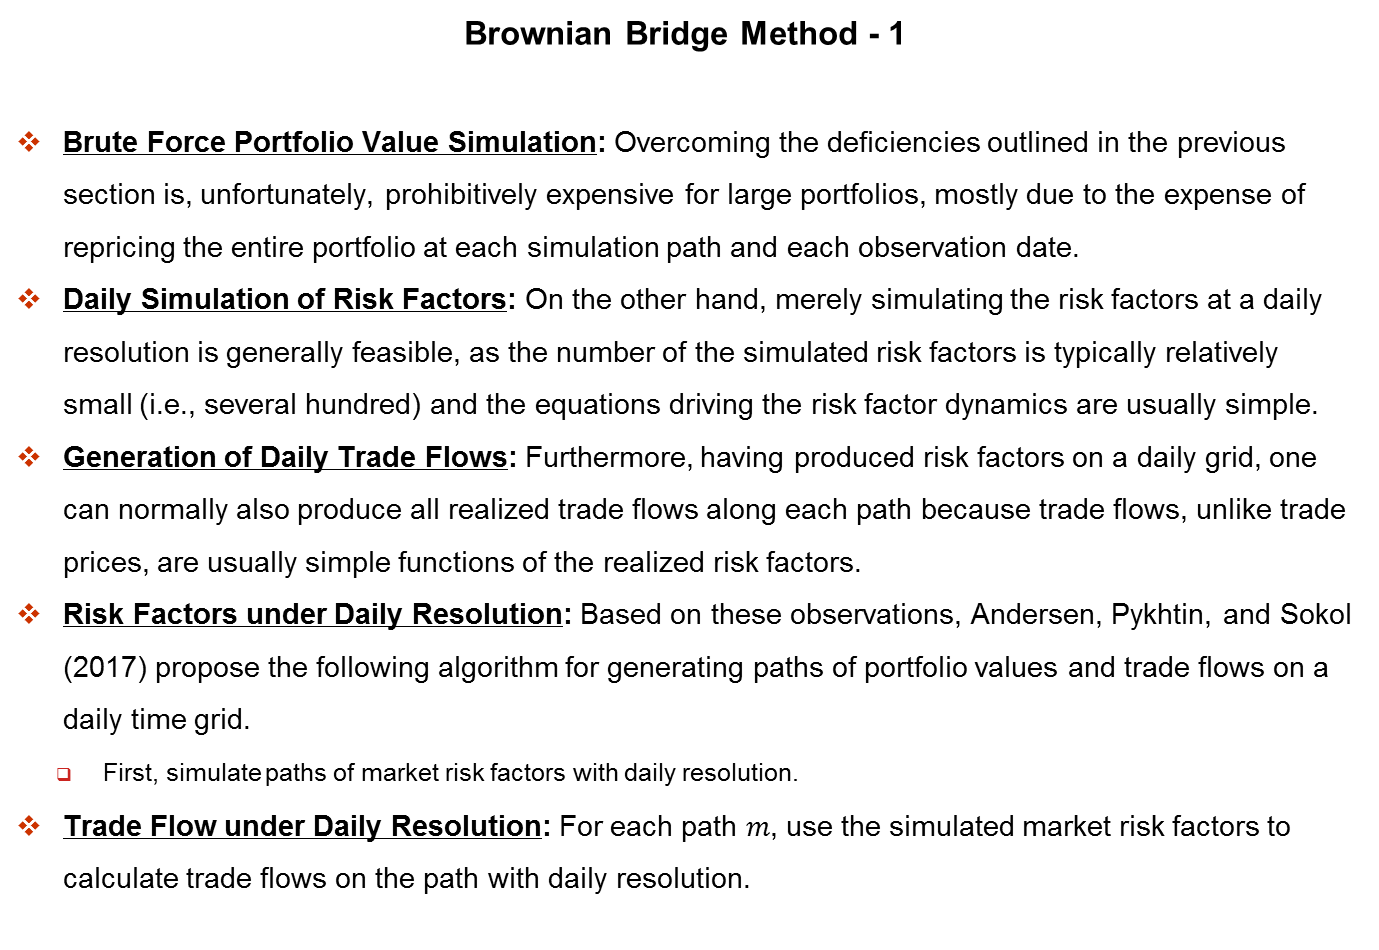 Brownian Bridge Method - 1
Brute Force Portfolio Value Simulation: Overcoming the deficiencies outlined in the previous
section is, unfortunately, prohibitively expensive for large portfolios, mostly due to the expense of
repricing the entire portfolio at each simulation path and each observation date.
Daily Simulation of Risk Factors: On the other hand, merely simulating the risk factors at a daily
resolution is generally feasible, as the number of the simulated risk factors is typically relatively
small (i.e., several hundred) and the equations driving the risk factor dynamics are usually simple.
Generation of Daily Trade Flows: Furthermore, having produced risk factors on a daily grid, one
can normally also produce all realized trade flows along each path because trade flows, unlike trade
prices, are usually simple functions of the realized risk factors.
Risk Factors under Daily Resolution: Based on these observations, Andersen, Pykhtin, and Sokol
(2017) propose the following algorithm for generating paths of portfolio values and trade flows on a
daily time grid.
First, simulate paths of market risk factors with daily resolution.
Trade Flow under Daily Resolution: For each path m, use the simulated market risk factors to
calculate trade flows on the path with daily resolution.